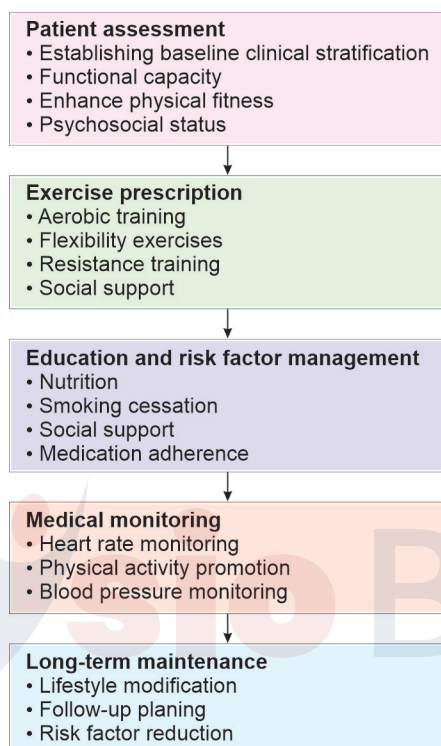 Patient assessment
• Establishing baseline clinical stratification
• Functional capacity
• Enhance physical fitness
• Psychosocial status
Exercise prescription
• Aerobic training
• Flexibility exercises
• Resistance training
• Social support
Education and risk factor management
• Nutrition
• Smoking cessation
• Social support
• Medication adherence
Medical monitoring
• Heart rate monitoring
• Physical activity promotion
• Blood pressure monitoring
Long-term maintenance
• Lifestyle modification
• Follow-up planing
• Risk factor reduction